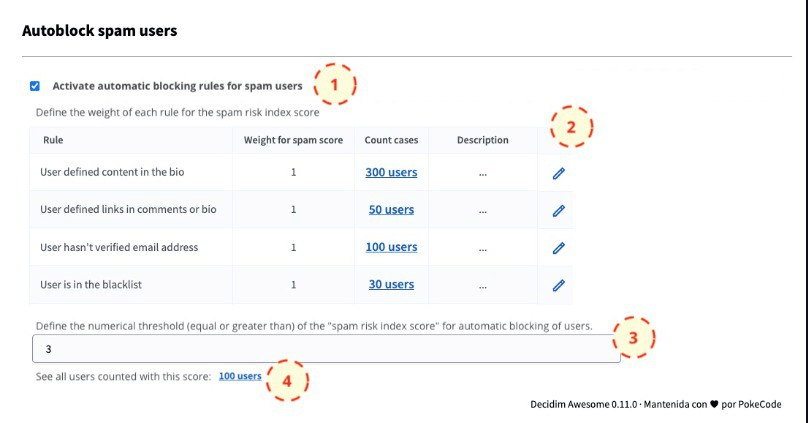 Autoblock spam users
Activate automatic blocking rules for spam users
1
Define the weight of each rule for the spam risk index score
2
Rule Weight for spam score Count cases Description
User defined content in the bio 1 300 users ...
User defined links in comments or bio 1 50 users ...
User hasn't verified email address 1 100 users ...
User is in the blacklist 1 30 users ...
Define the numerical threshold (equal or greater than) of the "spam risk index score" for automatic blocking of users.
3
3
See all users counted with this score: 100 users
4
Decidim Awesome 0.11.0 · Mantenida con ♥ por PokeCode